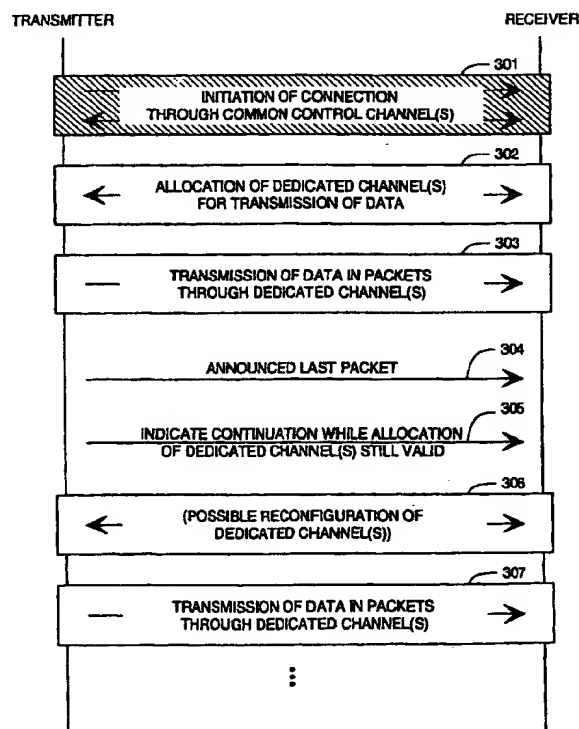 TRANSMITTER
RECEIVER
301
INITIATION OF CONNECTION
THROUGH COMMON CONTROL CHANNEL(S)
302
ALLOCATION OF DEDICATED CHANNEL(S)
FOR TRANSMISSION OF DATA
303
TRANSMISSION OF DATA IN PACKETS
THROUGH DEDICATED CHANNEL(S)
304
ANNOUNCED LAST PACKET
305
INDICATE CONTINUATION WHILE ALLOCATION
OF DEDICATED CHANNEL(S) STILL VALID
306
(POSSIBLE RECONFIGURATION OF
DEDICATED CHANNEL(S))
307
TRANSMISSION OF DATA IN PACKETS
THROUGH DEDICATED CHANNEL(S)